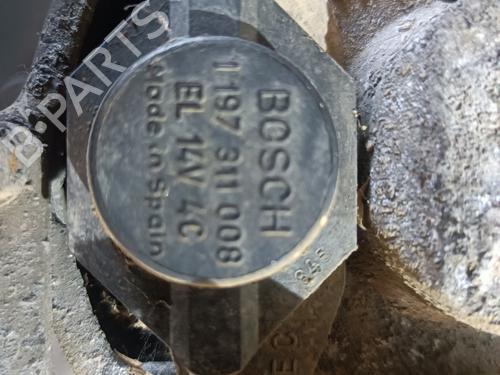 BOSCH
1 197 311 008
EL 14V 4C
Made in Spain
B-PARTS